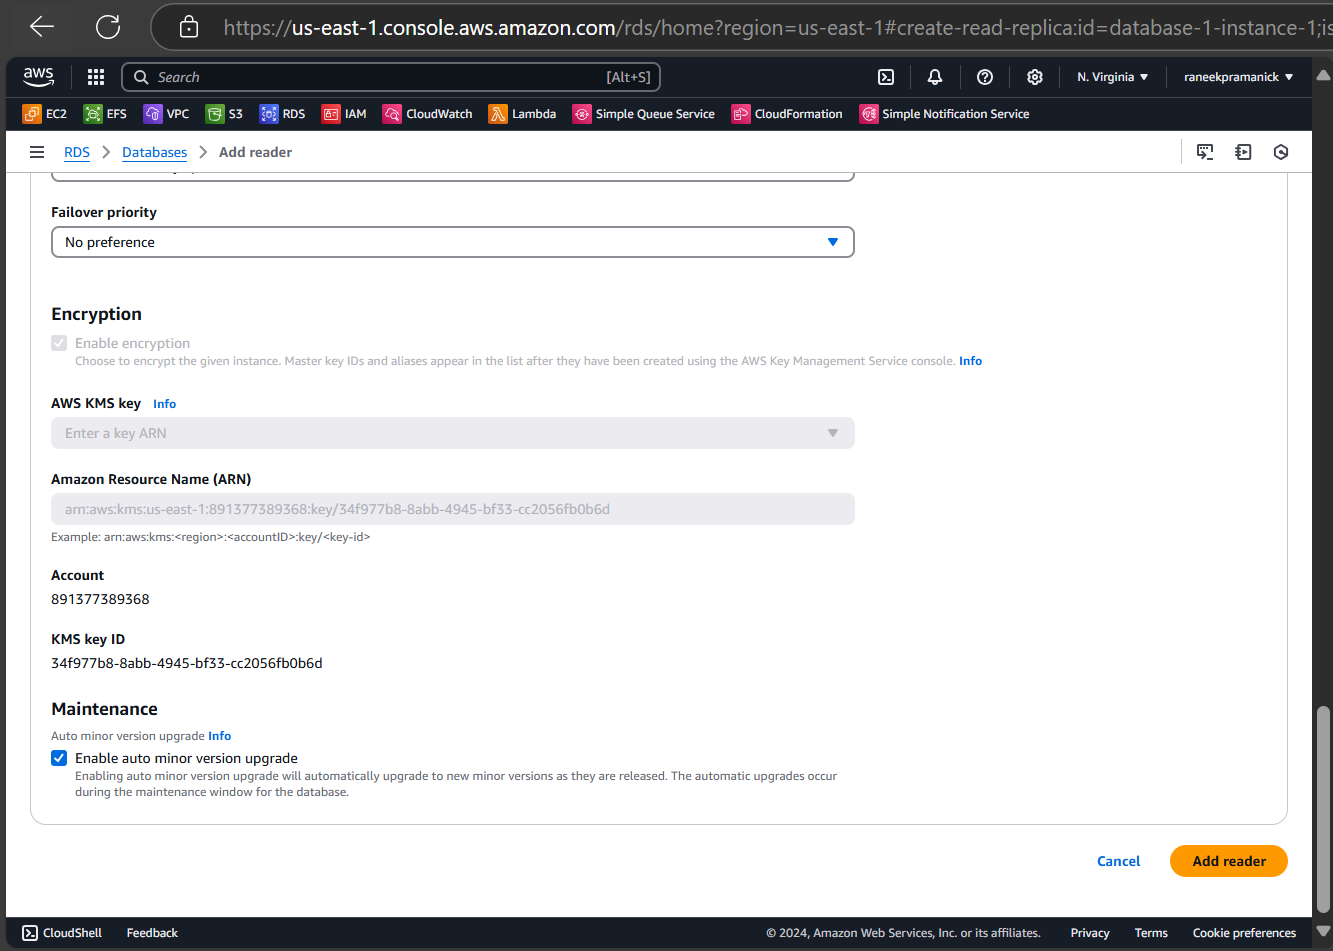 https://us-east-1.console.aws.amazon.com/rds/home?region=us-east-1#create-read-replica:id=database-1-instance-1;is
aws
Search [Alt+S]
N. Virginia
raneekpramanick
EC2 EFS VPC S3 RDS IAM CloudWatch Lambda Simple Queue Service CloudFormation Simple Notification Service
RDS > Databases > Add reader
Failover priority
No preference
Encryption
Enable encryption
Choose to encrypt the given instance. Master key IDs and aliases appear in the list after they have been created using the AWS Key Management Service console. Info
AWS KMS key Info
Enter a key ARN
Amazon Resource Name (ARN)
arn:aws:kms:us-east-1:891377389368:key/34f977b8-8abb-4945-bf33-cc2056fb0b6d
Example: arn:aws:kms:<region>:<accountID>:key/<key-id>
Account
891377389368
KMS key ID
34f977b8-8abb-4945-bf33-cc2056fb0b6d
Maintenance
Auto minor version upgrade Info
Enable auto minor version upgrade
Enabling auto minor version upgrade will automatically upgrade to new minor versions as they are released. The automatic upgrades occur
during the maintenance window for the database.
Cancel
Add reader
CloudShell Feedback © 2024, Amazon Web Services, Inc. or its affiliates. Privacy Terms Cookie preferences